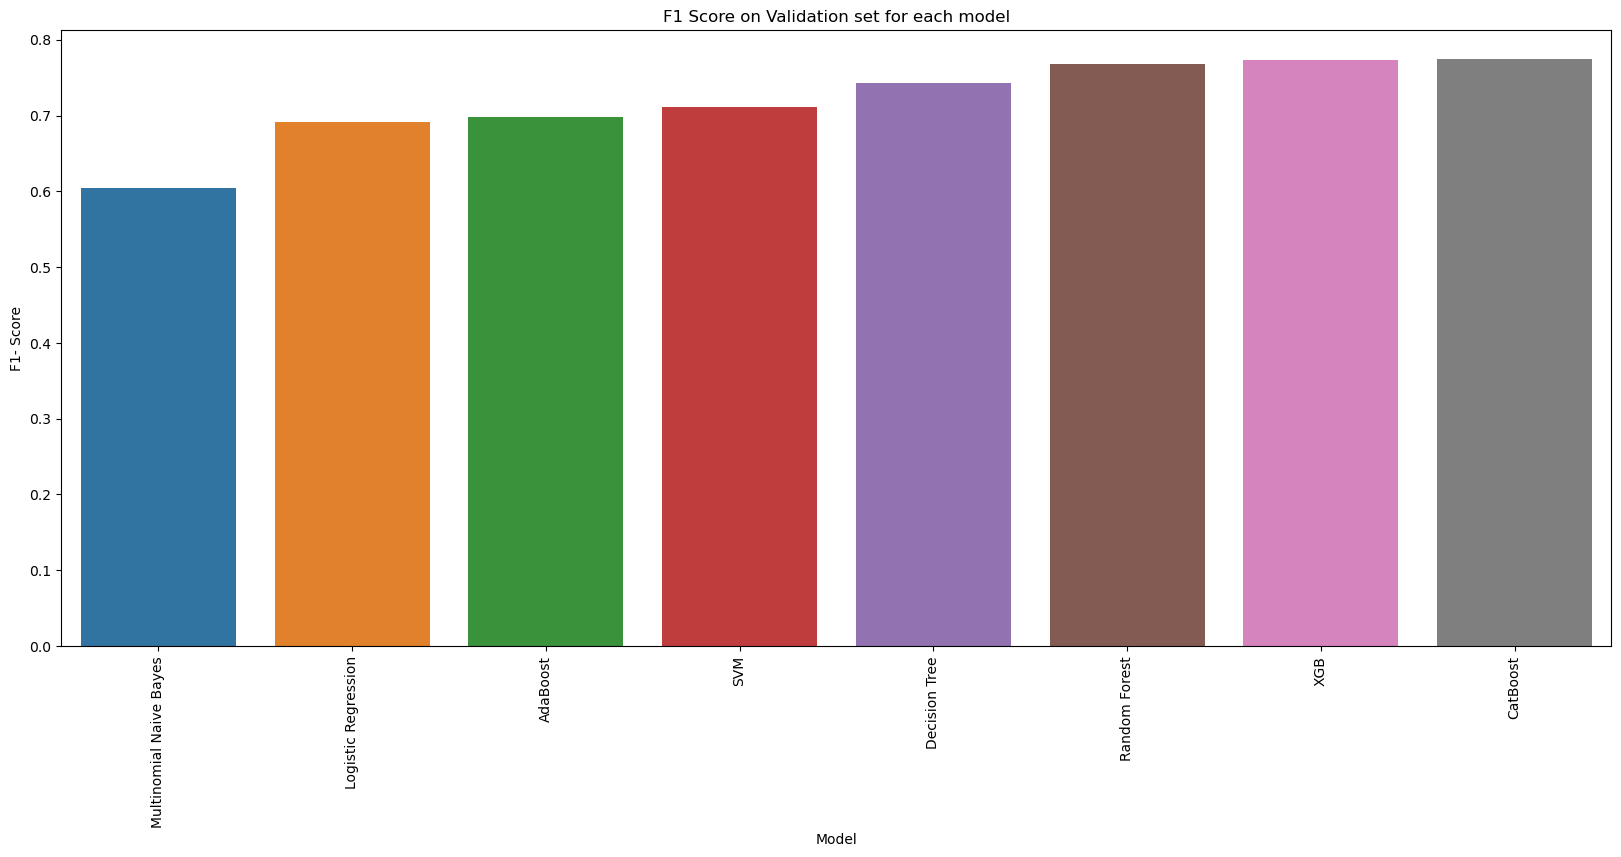 F1 Score on Validation set for each model
0.8
0.7
0.6
0.5
0.4
0.3
0.2
0.1
0.0
F1- Score
Multinomial Naive Bayes
Logistic Regression
AdaBoost
SVM
Decision Tree
Random Forest
XGB
CatBoost
Model